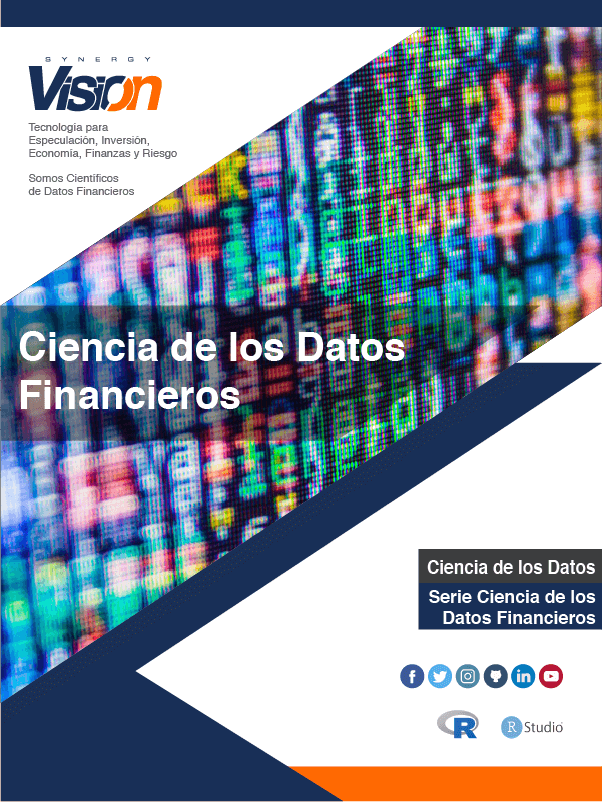 SYNERGY
Vision
Tecnología para
Especulación, Inversión,
Economía, Finanzas y Riesgo
Somos Científicos
de Datos Financieros
Ciencia de los Datos
Financieros
Ciencia de los Datos
Serie Ciencia de los
Datos Financieros
R
R Studio